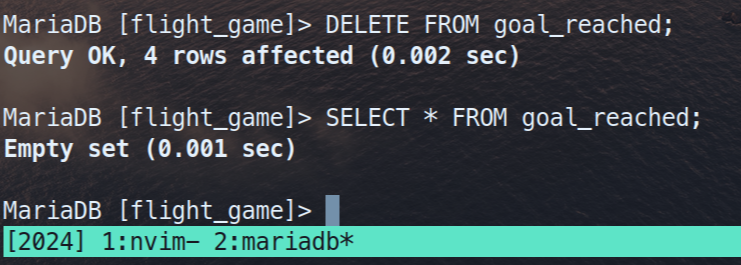 MariaDB [flight_game]> DELETE FROM goal_reached;
Query OK, 4 rows affected (0.002 sec)
MariaDB [flight_game]> SELECT * FROM goal_reached;
Empty set (0.001 sec)
MariaDB [flight_game]>
[2024] 1:nvim- 2:mariadb*